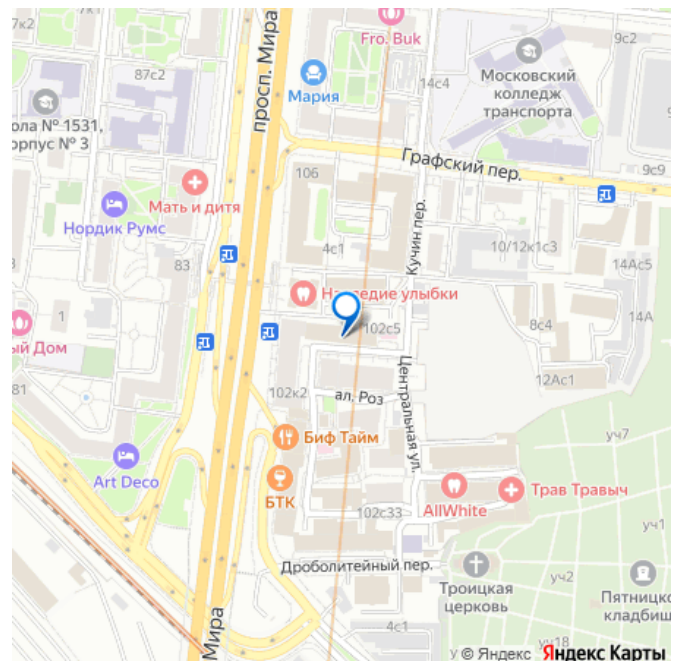 7к2
Fro. Buk
9с2
87с2
просп. Мира
Мария
14с4
Московский
колледж
транспорта
ола № 1531,
орпус № 3
Графский пер.
106
9с9
Мать и дитя
Нордик Румс
Кучин пер.
83
4с1
10/12к1с3
14Ас5
Наследие улыбки
1
102с5
8с4
14А
ый Дом
81
102к2
ал. Роз
Центральная ул.
12Ас1
Биф Тайм
уч7
Art Deco
БТК
AllWhite
Трав Травыч
102с33
уч1
Дроболитейный пер.
Троицкая
церковь
уч2
Пятницко
кладбищ
Мира
4с1
уч18
© Яндекс Яндекс Карты